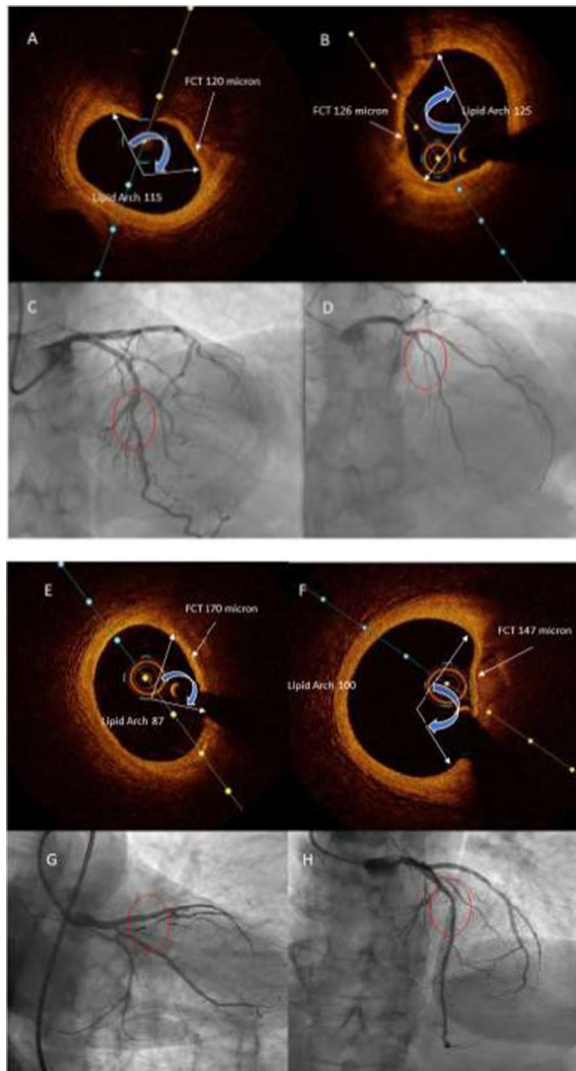 A
FCT 120 micron
Lipid Arch 115
B
FCT 126 micron
Lipid Arch 125
C
D
E
FCT 170 micron
Lipid Arch 87
F
FCT 147 micron
Lipid Arch 100
G
H